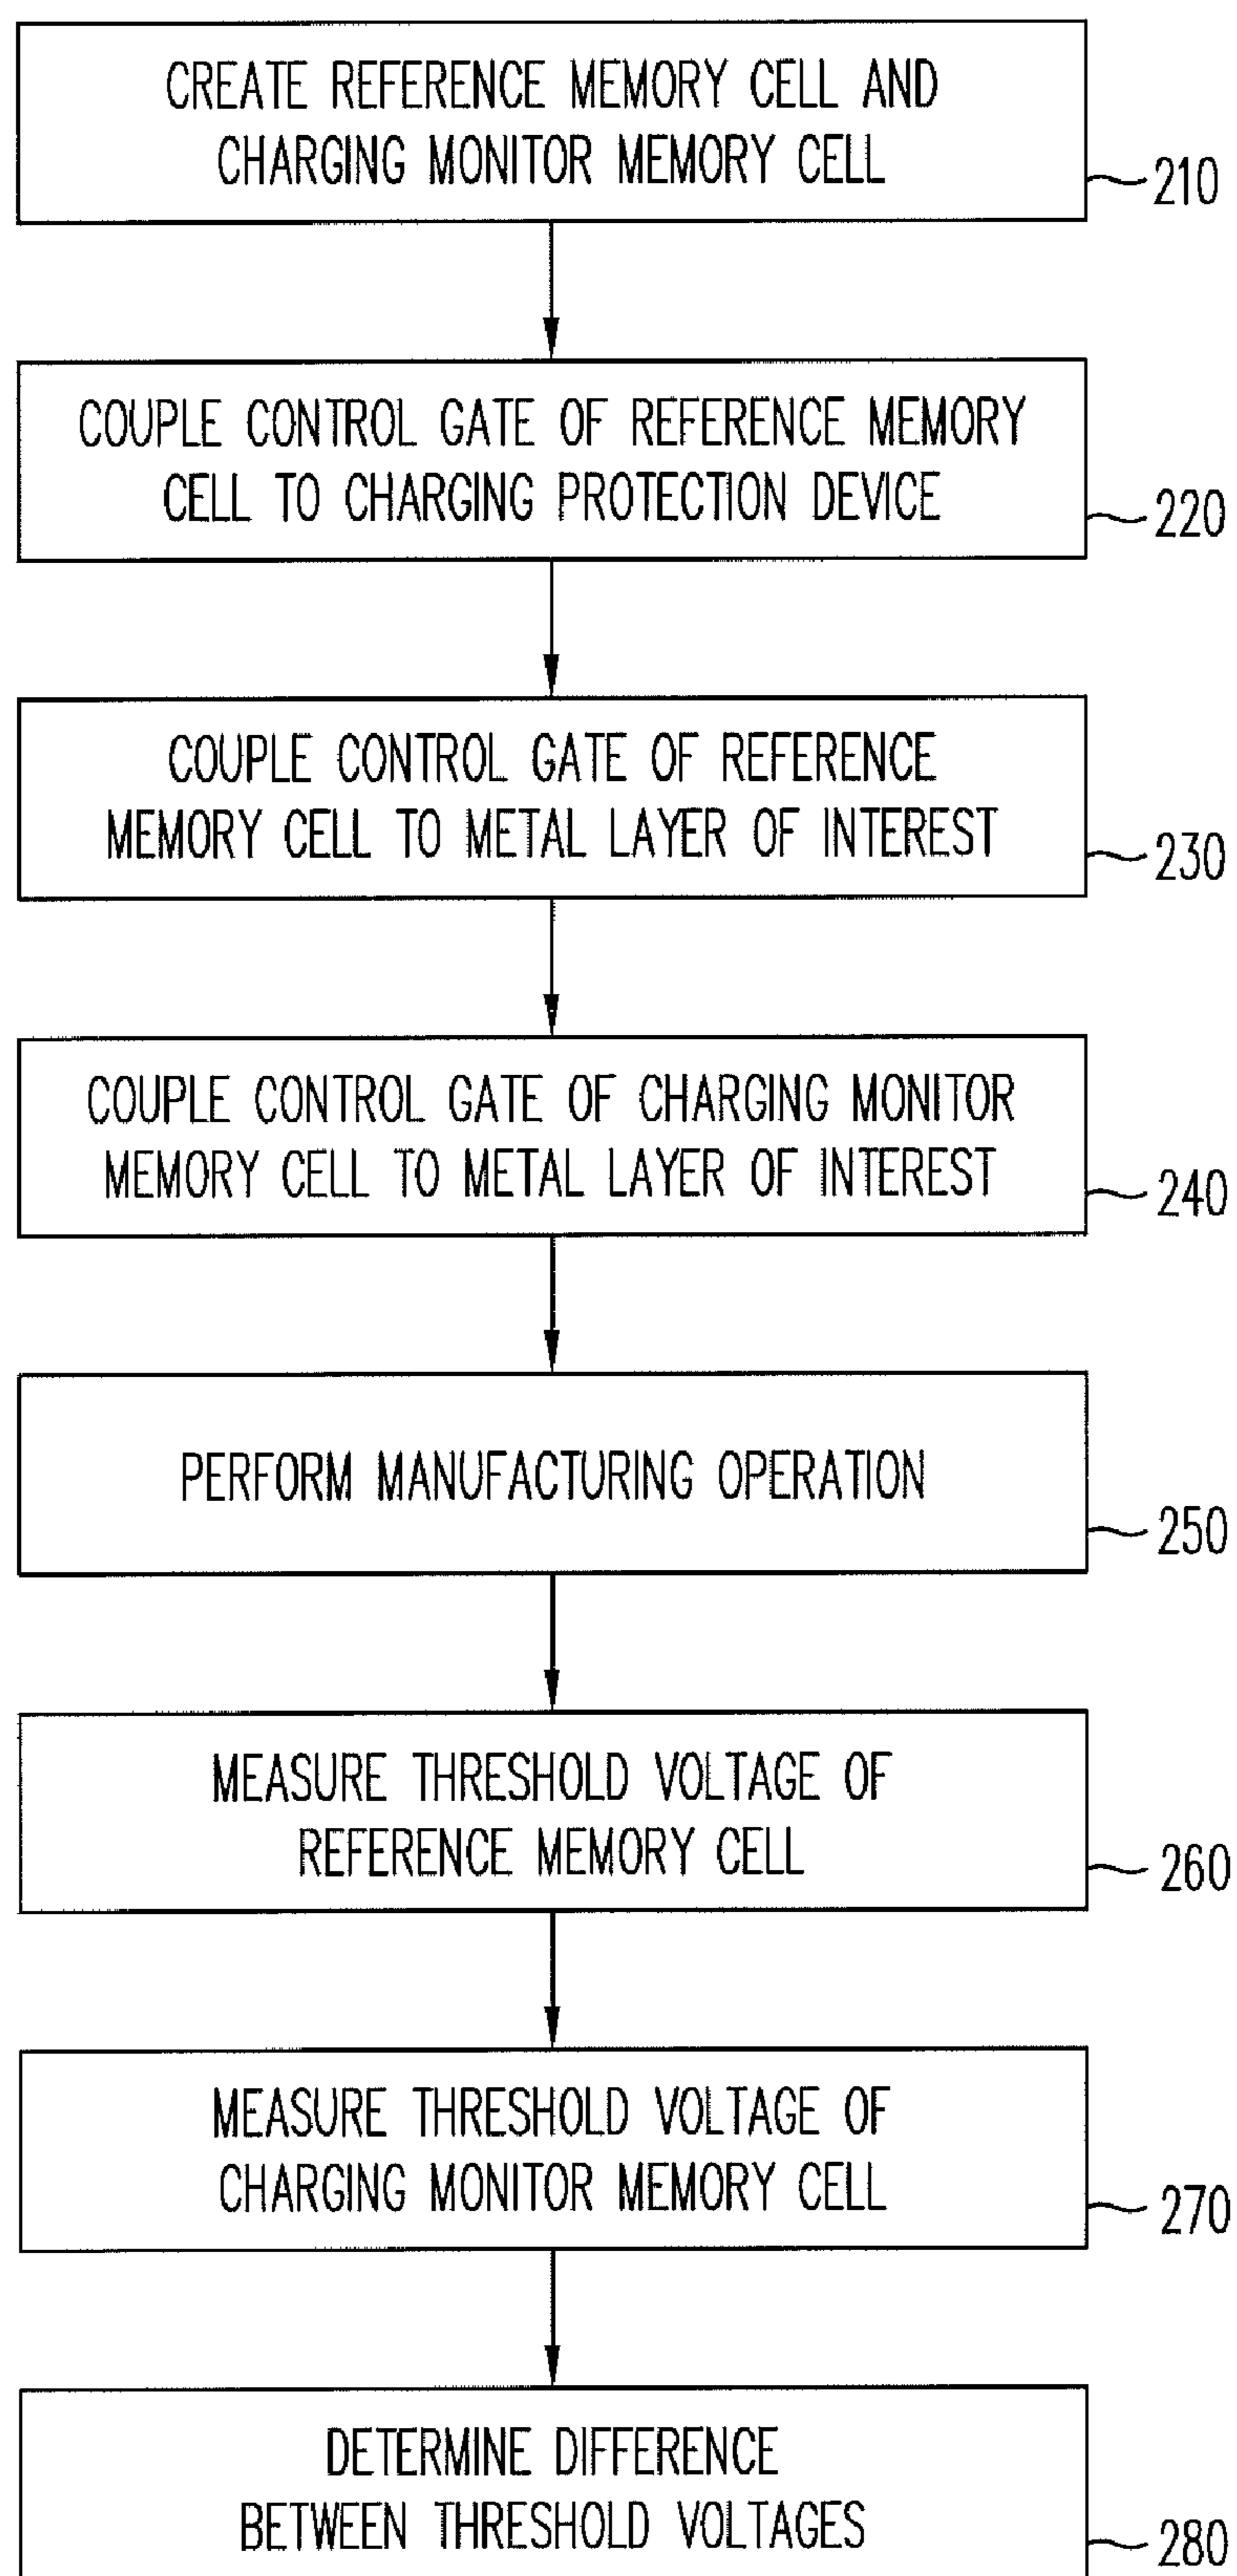 CREATE REFERENCE MEMORY CELL AND
CHARGING MONITOR MEMORY CELL
210
COUPLE CONTROL GATE OF REFERENCE MEMORY
CELL TO CHARGING PROTECTION DEVICE
220
COUPLE CONTROL GATE OF REFERENCE
MEMORY CELL TO METAL LAYER OF INTEREST
230
COUPLE CONTROL GATE OF CHARGING MONITOR
MEMORY CELL TO METAL LAYER OF INTEREST
240
PERFORM MANUFACTURING OPERATION
250
MEASURE THRESHOLD VOLTAGE OF
REFERENCE MEMORY CELL
260
MEASURE THRESHOLD VOLTAGE OF
CHARGING MONITOR MEMORY CELL
270
DETERMINE DIFFERENCE
BETWEEN THRESHOLD VOLTAGES
280